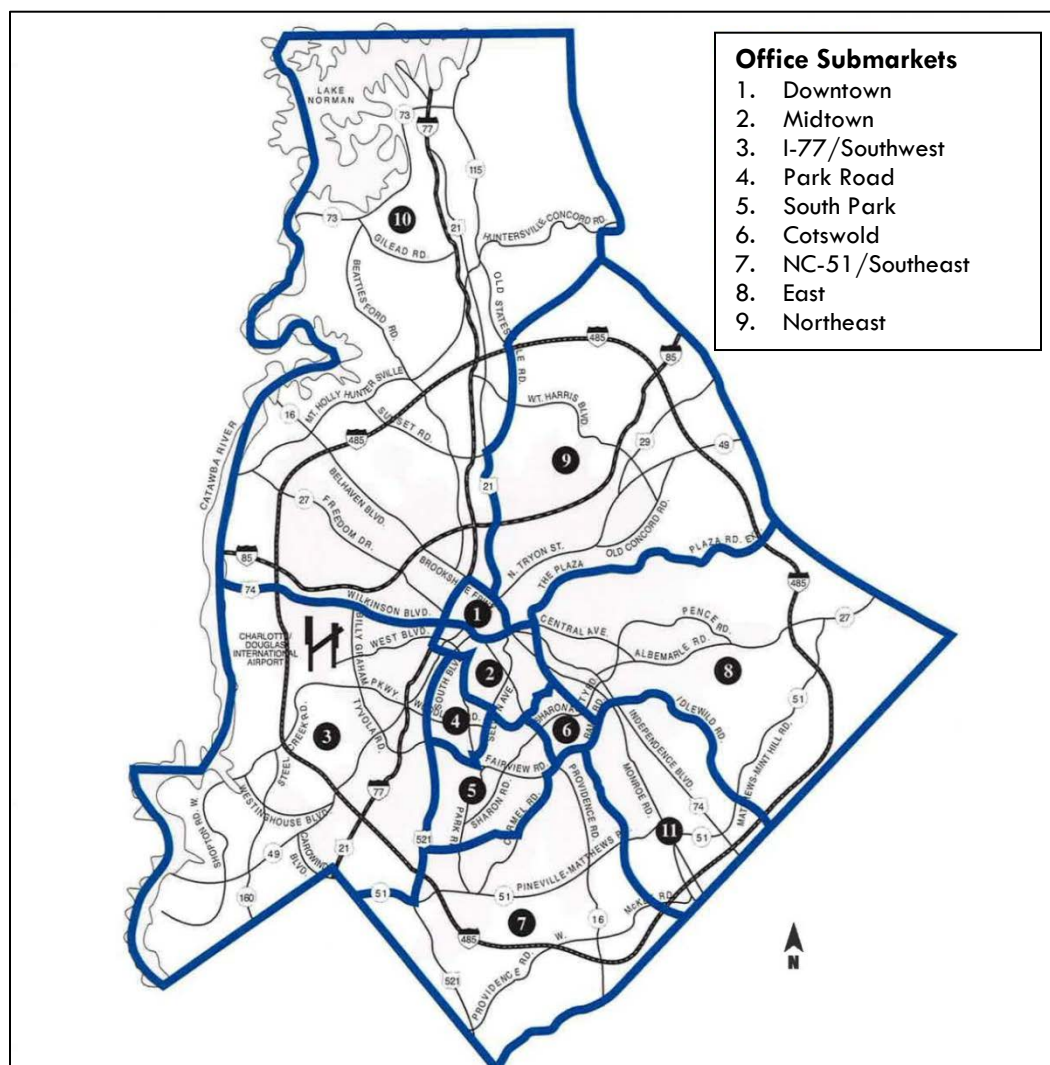 Office Submarkets
1. Downtown
2. Midtown
3. I-77/Southwest
4. Park Road
5. South Park
6. Cotswold
7. NC-51/Southeast
8. East
9. Northeast
LAKE
NORMAN
73
77
115
73
10
21
GILEAD RD.
HUNTERSVILLE-CONCORD RD.
BEATTIES FORD RD.
OLD STATESVILLE RD.
485
85
MT. HOLLY HUNTERSVILLE
16
SUNSET RD.
W.T. HARRIS BLVD.
485
29
49
CATAWBA RIVER
9
21
27
BELHAVEN BLVD.
FREEDOM DR.
N. TRYON ST.
OLD CONCORD RD.
PLAZA RD.
THE PLAZA
85
74
WILKINSON BLVD.
1
485
27
CENTRAL AVE.
PENCE RD.
ALBEMARLE RD.
CHARLOTTE/
DOUGLAS
INTERNATIONAL
AIRPORT
WEST BLVD.
BILLY GRAHAM PKWY.
SOUTH BLVD.
2
8
51
3
STEEL CREEK RD.
TYVOLA RD.
4
6
IDLEWILD RD.
INDEPENDENCE BLVD.
MATTHEWS-MINT HILL RD.
FAIRVIEW RD.
PROVIDENCE RD.
MONROE RD.
5
SHARON RD.
CARMEL RD.
74
SHOPTON RD. W.
WESTINGHOUSE BLVD.
77
21
521
11
51
49
CAROWINDS
BLVD.
160
51
PINEVILLE-MATTHEWS
51
7
16
485
521
PROVIDENCE RD. W.
N